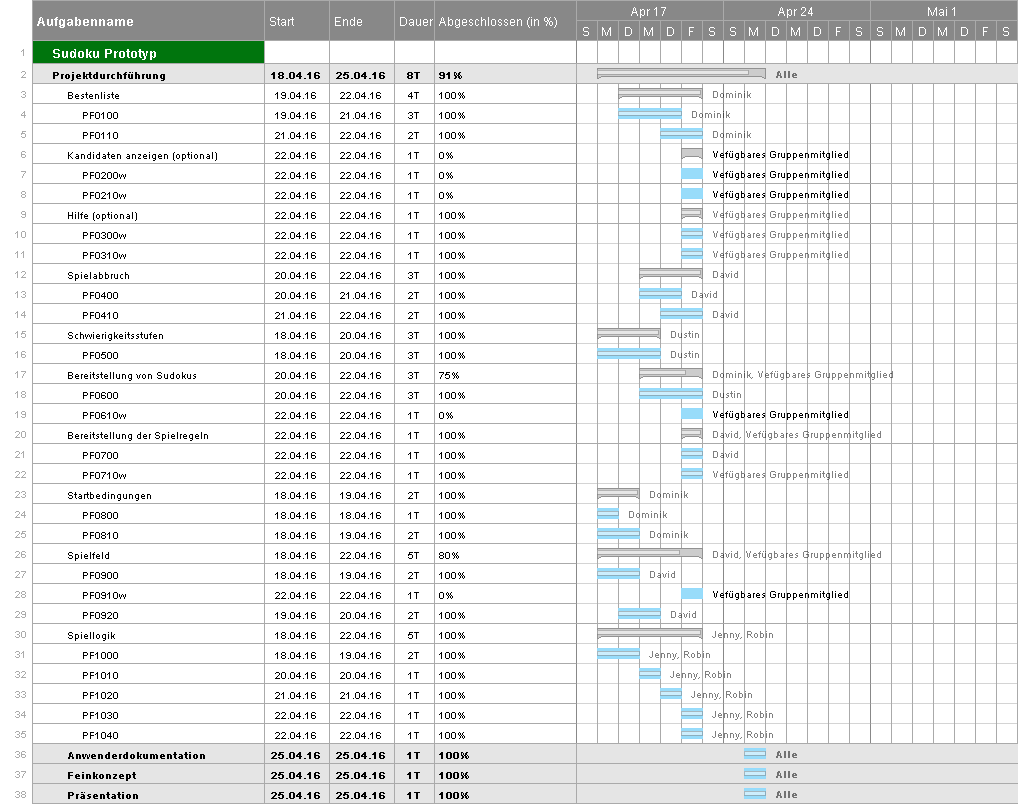 Aufgabenname Start Ende Dauer Abgeschlossen (in %) Apr 17 Apr 24 Mai 1
S M D M D F S S M D M D F S S M D M D F S
1 Sudoku Prototyp
2 Projektdurchführung 18.04.16 25.04.16 8T 91% Alle
3 Bestenliste 19.04.16 22.04.16 4T 100% Dominik
4 PF0100 19.04.16 21.04.16 3T 100% Dominik
5 PF0110 21.04.16 22.04.16 2T 100% Dominik
6 Kandidaten anzeigen (optional) 22.04.16 22.04.16 1T 0% Vefügbares Gruppenmitglied
7 PF0200w 22.04.16 22.04.16 1T 0% Vefügbares Gruppenmitglied
8 PF0210w 22.04.16 22.04.16 1T 0% Vefügbares Gruppenmitglied
9 Hilfe (optional) 22.04.16 22.04.16 1T 100% Vefügbares Gruppenmitglied
10 PF0300w 22.04.16 22.04.16 1T 100% Vefügbares Gruppenmitglied
11 PF0310w 22.04.16 22.04.16 1T 100% Vefügbares Gruppenmitglied
12 Spielabbruch 20.04.16 22.04.16 3T 100% David
13 PF0400 20.04.16 21.04.16 2T 100% David
14 PF0410 21.04.16 22.04.16 2T 100% David
15 Schwierigkeitsstufen 18.04.16 20.04.16 3T 100% Dustin
16 PF0500 18.04.16 20.04.16 3T 100% Dustin
17 Bereitstellung von Sudokus 20.04.16 22.04.16 3T 75% Dominik, Vefügbares Gruppenmitglied
18 PF0600 20.04.16 22.04.16 3T 100% Dustin
19 PF0610w 22.04.16 22.04.16 1T 0% Vefügbares Gruppenmitglied
20 Bereitstellung der Spielregeln 22.04.16 22.04.16 1T 100% David, Vefügbares Gruppenmitglied
21 PF0700 22.04.16 22.04.16 1T 100% David
22 PF0710w 22.04.16 22.04.16 1T 100% Vefügbares Gruppenmitglied
23 Startbedingungen 18.04.16 19.04.16 2T 100% Dominik
24 PF0800 18.04.16 18.04.16 1T 100% Dominik
25 PF0810 18.04.16 19.04.16 2T 100% Dominik
26 Spielfeld 18.04.16 22.04.16 5T 80% David, Vefügbares Gruppenmitglied
27 PF0900 18.04.16 19.04.16 2T 100% David
28 PF0910w 22.04.16 22.04.16 1T 0% Vefügbares Gruppenmitglied
29 PF0920 19.04.16 20.04.16 2T 100% David
30 Spiellogik 18.04.16 22.04.16 5T 100% Jenny, Robin
31 PF1000 18.04.16 19.04.16 2T 100% Jenny, Robin
32 PF1010 20.04.16 20.04.16 1T 100% Jenny, Robin
33 PF1020 21.04.16 21.04.16 1T 100% Jenny, Robin
34 PF1030 22.04.16 22.04.16 1T 100% Jenny, Robin
35 PF1040 22.04.16 22.04.16 1T 100% Jenny, Robin
36 Anwenderdokumentation 25.04.16 25.04.16 1T 100% Alle
37 Feinkonzept 25.04.16 25.04.16 1T 100% Alle
38 Präsentation 25.04.16 25.04.16 1T 100% Alle